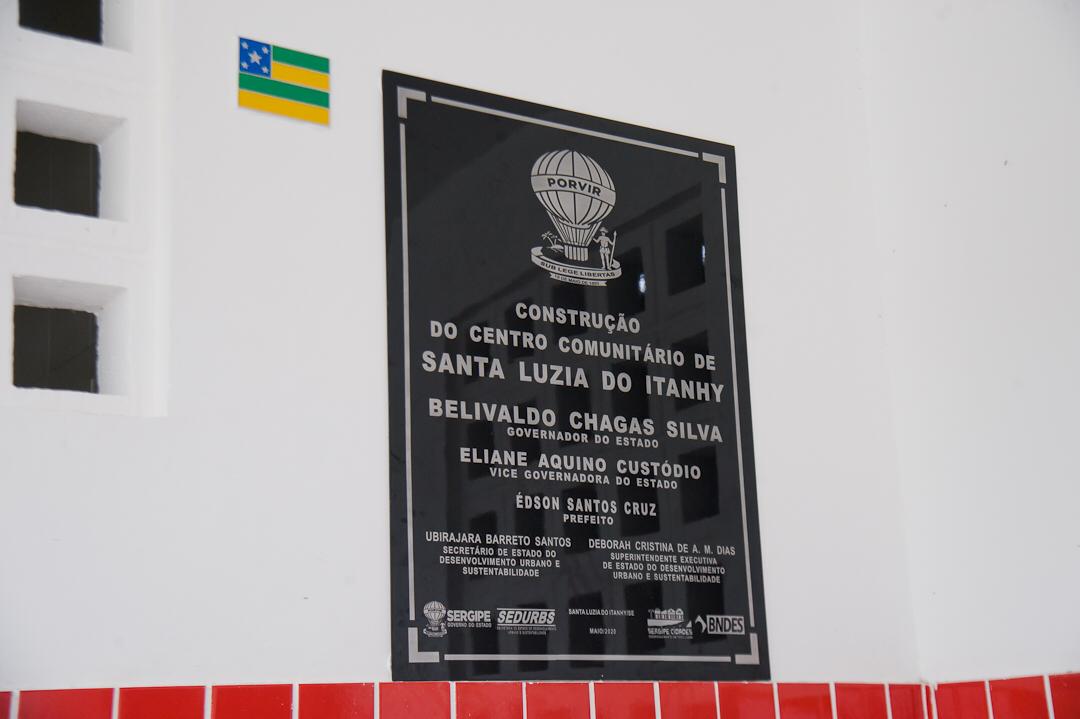 PORVIR
SUB LEGE LIBERTAS
CONSTRUÇÃO
DO CENTRO COMUNITÁRIO DE
SANTA LUZIA DO ITANHY
BELIVALDO CHAGAS SILVA
GOVERNADOR DO ESTADO
ELIANE AQUINO CUSTÓDIO
VICE GOVERNADORA DO ESTADO
ÉDSON SANTOS CRUZ
PREFEITO
UBIRAJARA BARRETO SANTOS
SECRETÁRIO DE ESTADO DO
DESENVOLVIMENTO URBANO E
SUSTENTABILIDADE
DEBORAH CRISTINA DE A. M. DIAS
SUPERINTENDENTE EXECUTIVA
DE ESTADO DO DESENVOLVIMENTO
URBANO E SUSTENTABILIDADE
SERGIPE
GOVERNO DO ESTADO
SEDURBS
SANTA LUZIA DO ITANHY/SE
MAIO/2020
SERGIPE CIDADES
BNDES